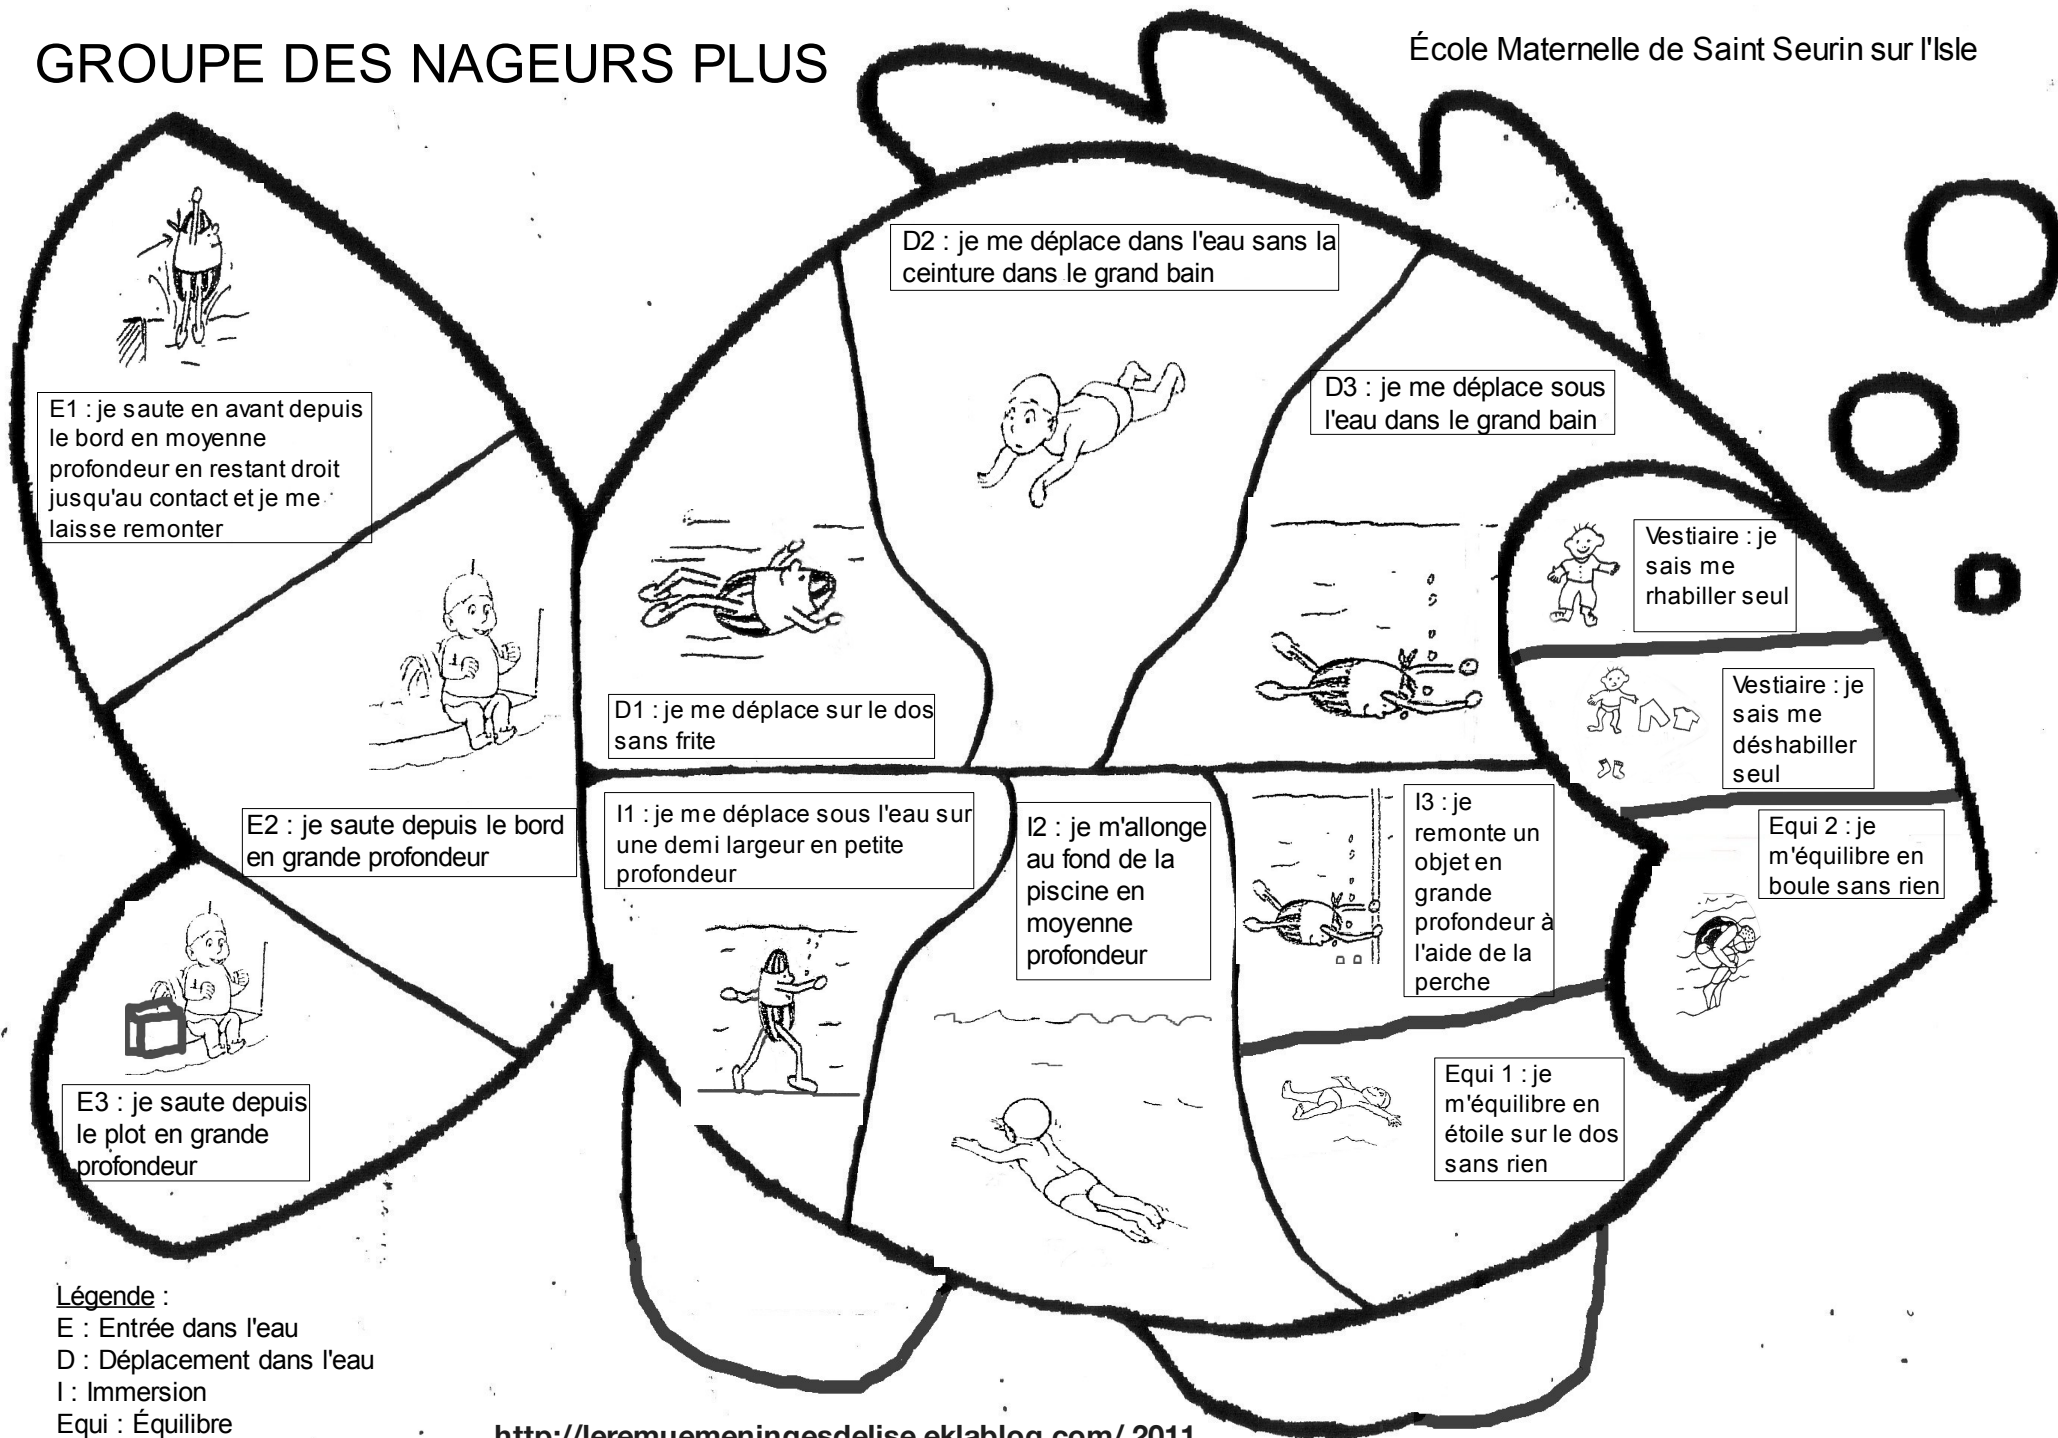 GROUPE DES NAGEURS PLUS
École Maternelle de Saint Seurin sur l'Isle
D2 : je me déplace dans l'eau sans la
ceinture dans le grand bain
D3 : je me déplace sous
l'eau dans le grand bain
E1 : je saute en avant depuis
le bord en moyenne
profondeur en restant droit
jusqu'au contact et je me
laisse remonter
Vestiaire : je
sais me
rhabiller seul
Vestiaire : je
sais me
déshabiller
seul
D1 : je me déplace sur le dos
sans frite
E2 : je saute depuis le bord
en grande profondeur
I1 : je me déplace sous l'eau sur
une demi largeur en petite
profondeur
I2 : je m'allonge
au fond de la
piscine en
moyenne
profondeur
I3 : je
remonte un
objet en
grande
profondeur à
l'aide de la
perche
Equi 2 : je
m'équilibre en
boule sans rien
E3 : je saute depuis
le plot en grande
profondeur
Equi 1 : je
m'équilibre en
étoile sur le dos
sans rien
Légende :
E : Entrée dans l'eau
D : Déplacement dans l'eau
I : Immersion
Equi : Équilibre
http://leremuemeningesdelise.eklablog.com/ 2011